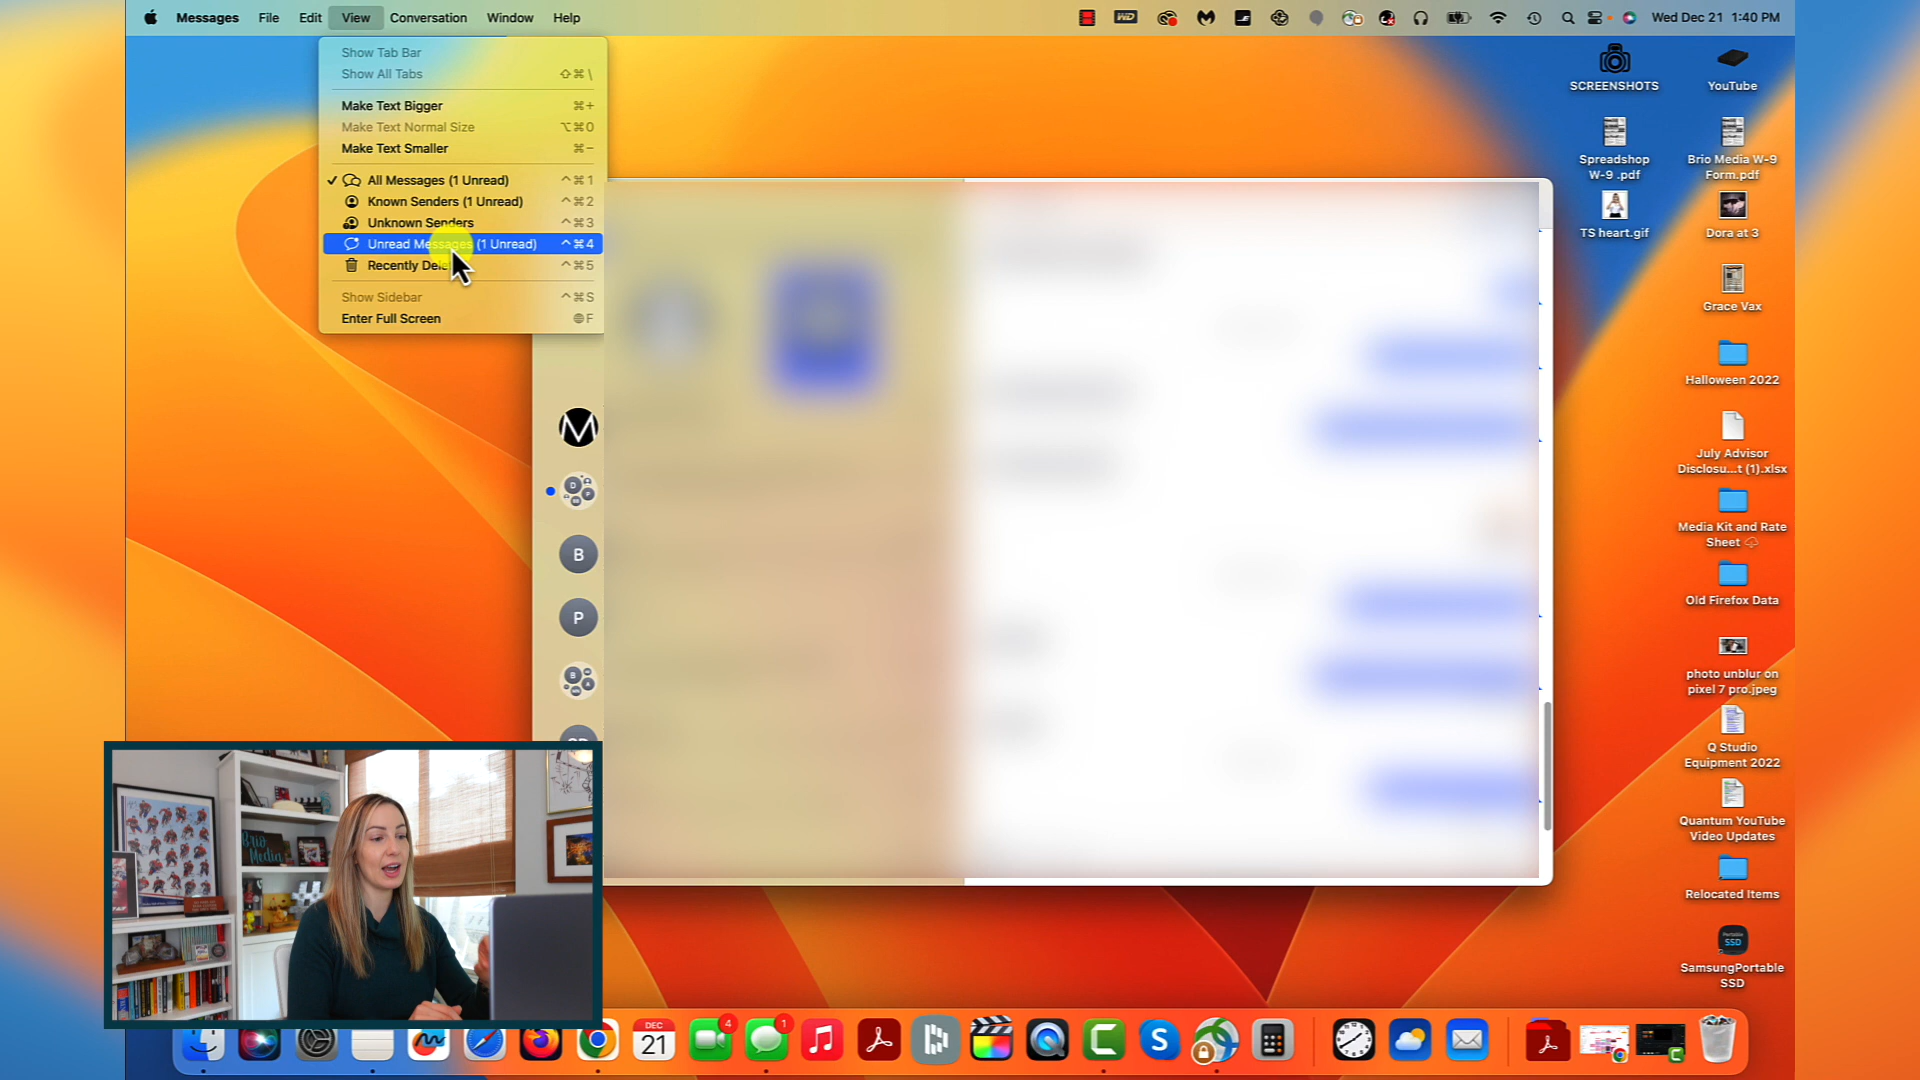 Messages File Edit View Conversation Window Help
WD
Wed Dec 21 1:40 PM
Show Tab Bar
Show All Tabs ⇧⌘\
Make Text Bigger ⌘+
Make Text Normal Size ⌥⌘0
Make Text Smaller ⌘−
✓ All Messages (1 Unread) ^⌘1
Known Senders (1 Unread) ^⌘2
Unknown Senders ^⌘3
Unread Messages (1 Unread) ^⌘4
Recently Dele ^⌘5
Show Sidebar ^⌘S
Enter Full Screen F
SCREENSHOTS
YouTube
Spreadshop
W-9 .pdf
Brio Media W-9
Form.pdf
TS heart.gif
Dora at 3
Grace Vax
Halloween 2022
July Advisor
Disclosu...t (1).xlsx
Media Kit and Rate
Sheet
Old Firefox Data
photo unblur on
pixel 7 pro.jpeg
Q Studio
Equipment 2022
Quantum YouTube
Video Updates
Relocated Items
Portable
SSD
SamsungPortable
SSD
M
D
P
B
P
B
A
Brio
Media
DEC
21
4
1